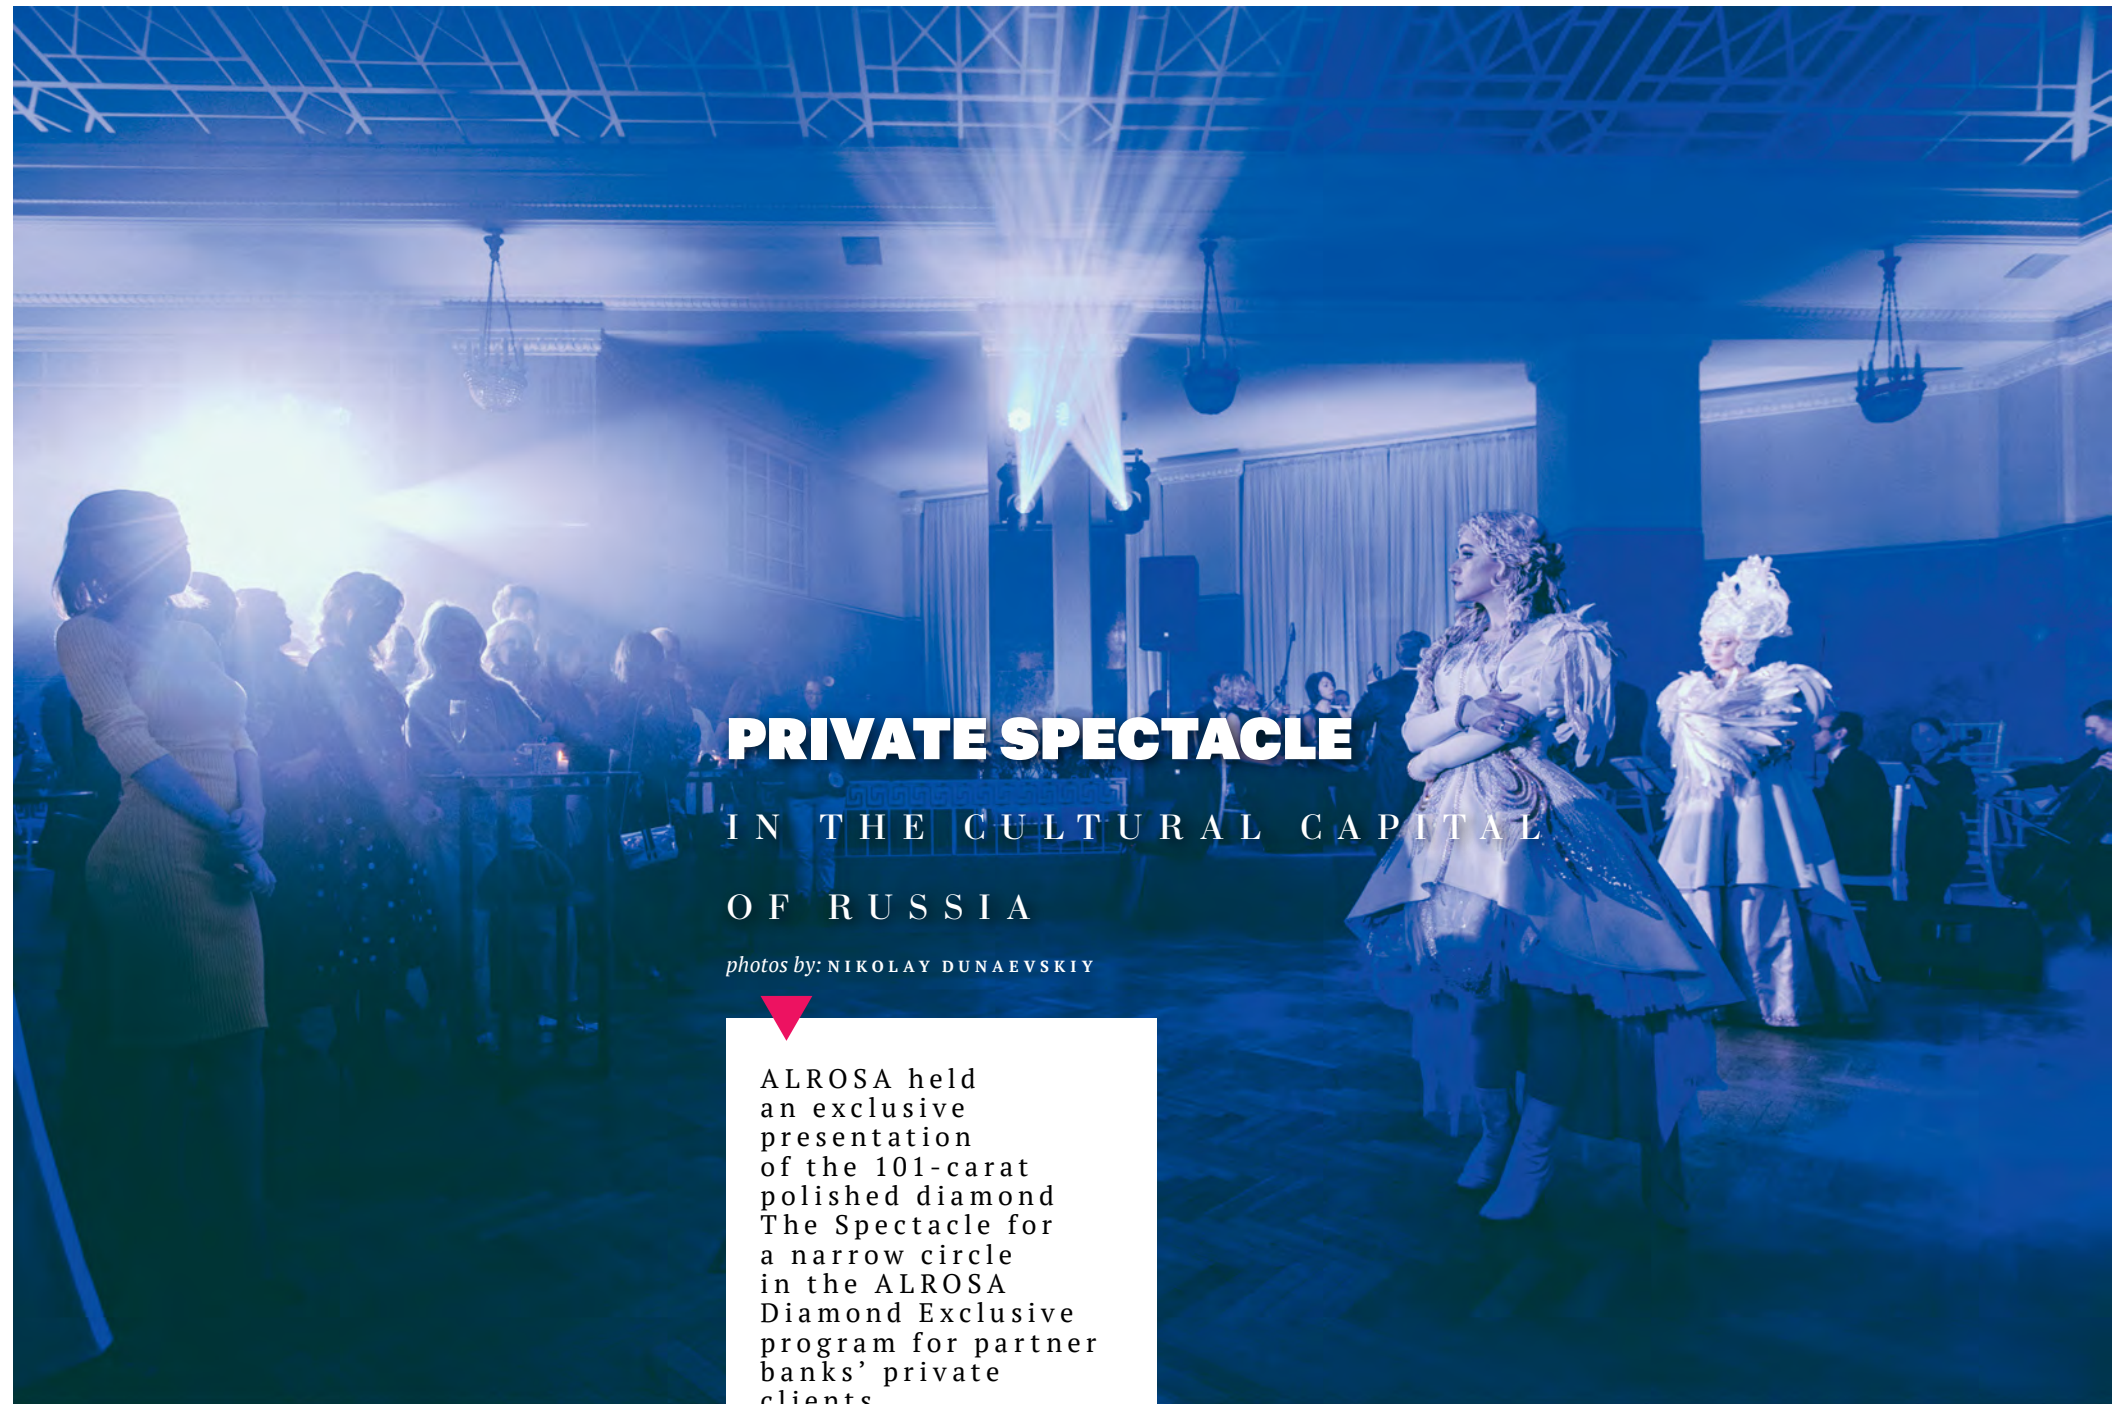 PRIVATE SPECTACLE
IN THE CULTURAL CAPITAL
OF RUSSIA
photos by: NIKOLAY DUNAEVSKIY
ALROSA held
an exclusive
presentation
of the 101-carat
polished diamond
The Spectacle for
a narrow circle
in the ALROSA
Diamond Exclusive
program for partner
banks’ private
clients